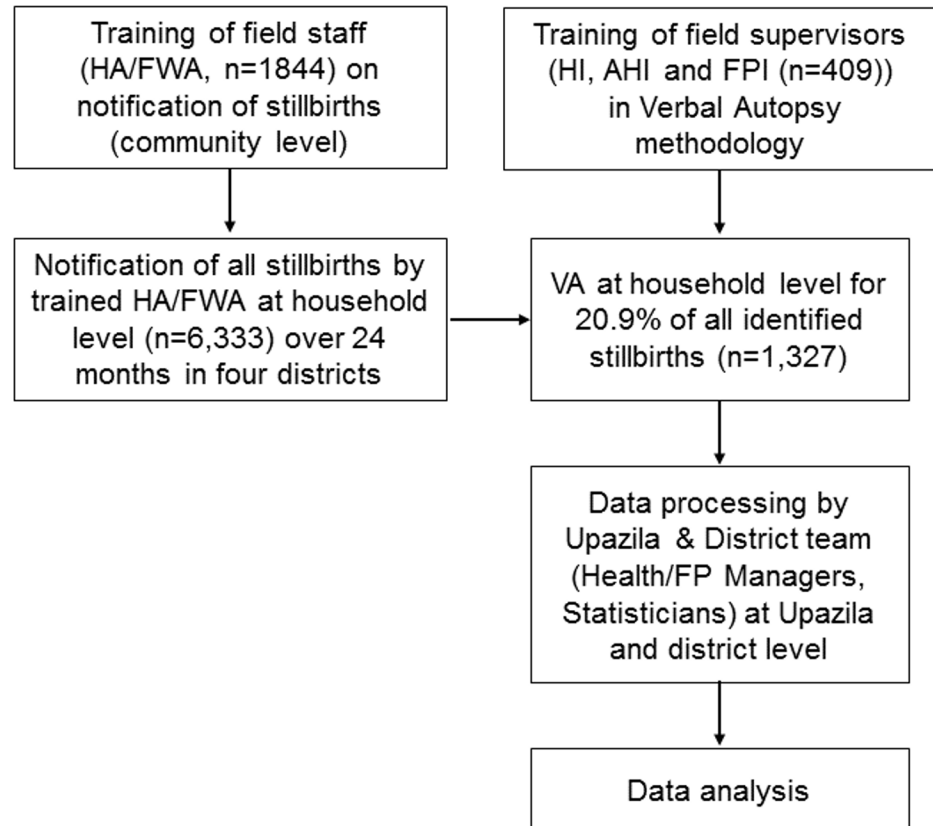 Training of field staff
(HA/FWA, n=1844) on
notification of stillbirths
(community level)
Training of field supervisors
(HI, AHI and FPI (n=409))
in Verbal Autopsy
methodology
Notification of all stillbirths by
trained HA/FWA at household
level (n=6,333) over 24
months in four districts
VA at household level for
20.9% of all identified
stillbirths (n=1,327)
Data processing by
Upazila & District team
(Health/FP Managers,
Statisticians) at Upazila
and district level
Data analysis